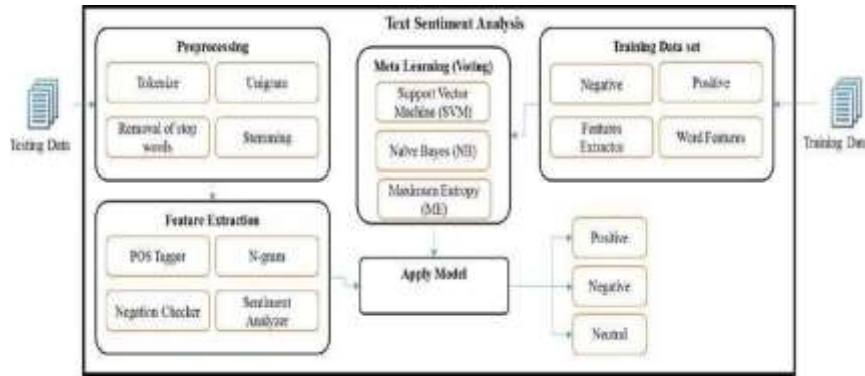 Text Sentiment Analysis
Preprocessing
Tokenize
Unigram
Removal of stop
words
Stemming
Testing Data
Meta Learning (Voting)
Support Vector
Machine (SVM)
Naïve Bayes (NB)
Maximum Entropy
(ME)
Training Data set
Negative
Positive
Features
Extractor
Word Features
Training Data
Feature Extraction
POS Tagger
N-gram
Negation Checker
Sentiment
Analyzer
Apply Model
Positive
Negative
Neutral